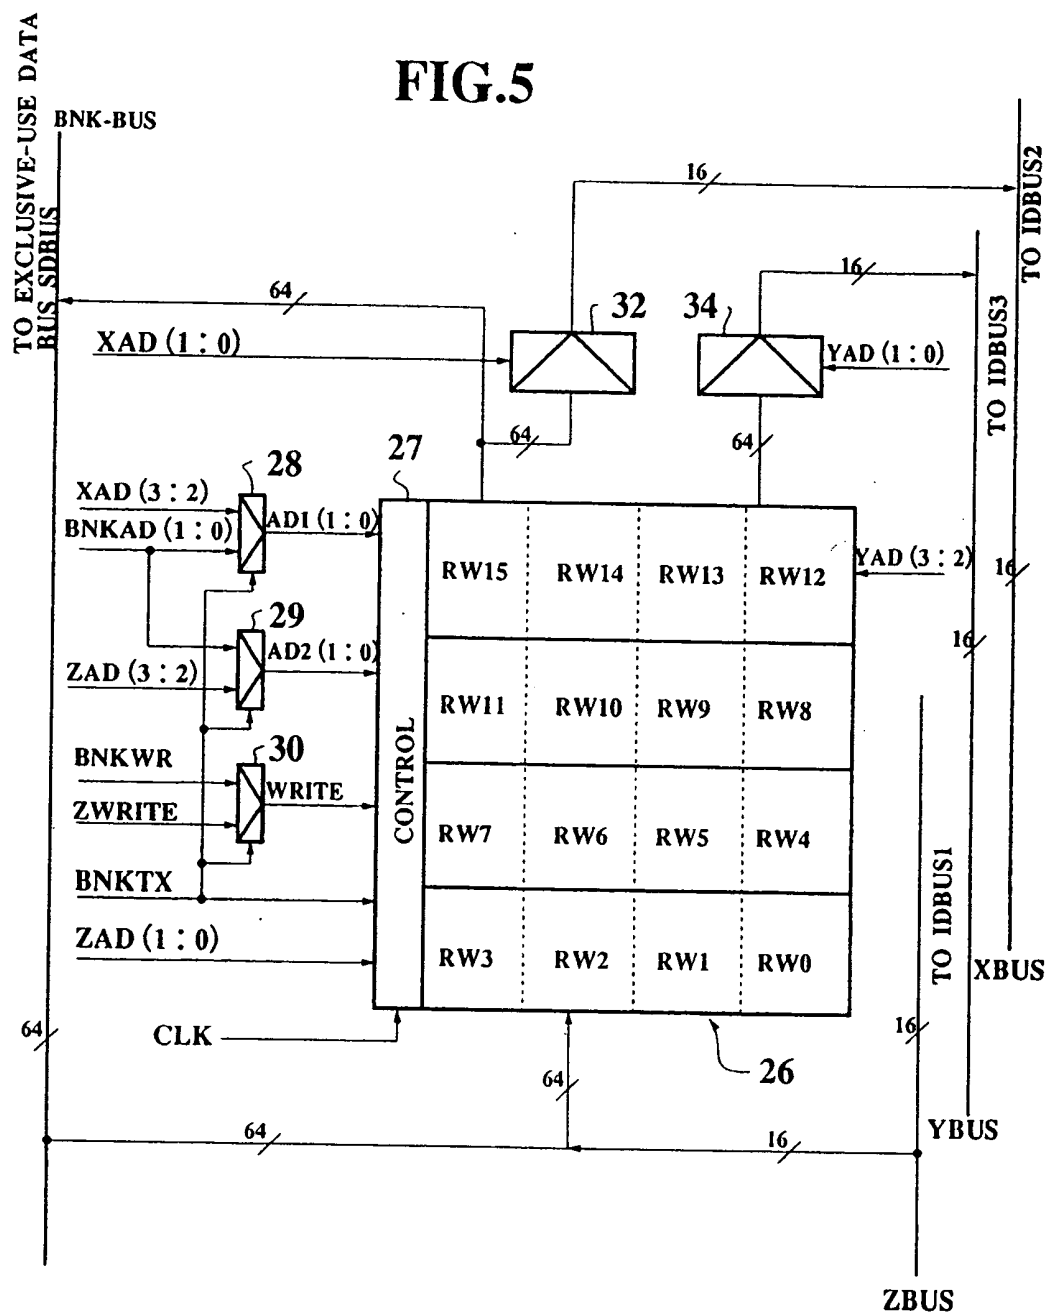 FIG.5
TO EXCLUSIVE-USE DATA
BUS SDBUS
BNK-BUS
16
TO IDBUS2
16
64
32
34
XAD (1 : 0)
YAD (1 : 0)
TO IDBUS3
64
64
27
28
XAD (3 : 2)
AD1 (1 : 0)
BNKAD (1 : 0)
YAD (3 : 2)
RW15
RW14
RW13
RW12
16
29
AD2 (1 : 0)
ZAD (3 : 2)
16
RW11
RW10
RW9
RW8
CONTROL
30
BNKWR
WRITE
ZWRITE
RW7
RW6
RW5
RW4
BNKTX
TO IDBUS1
ZAD (1 : 0)
RW3
RW2
RW1
RW0
XBUS
64
CLK
16
26
64
YBUS
64
16
ZBUS